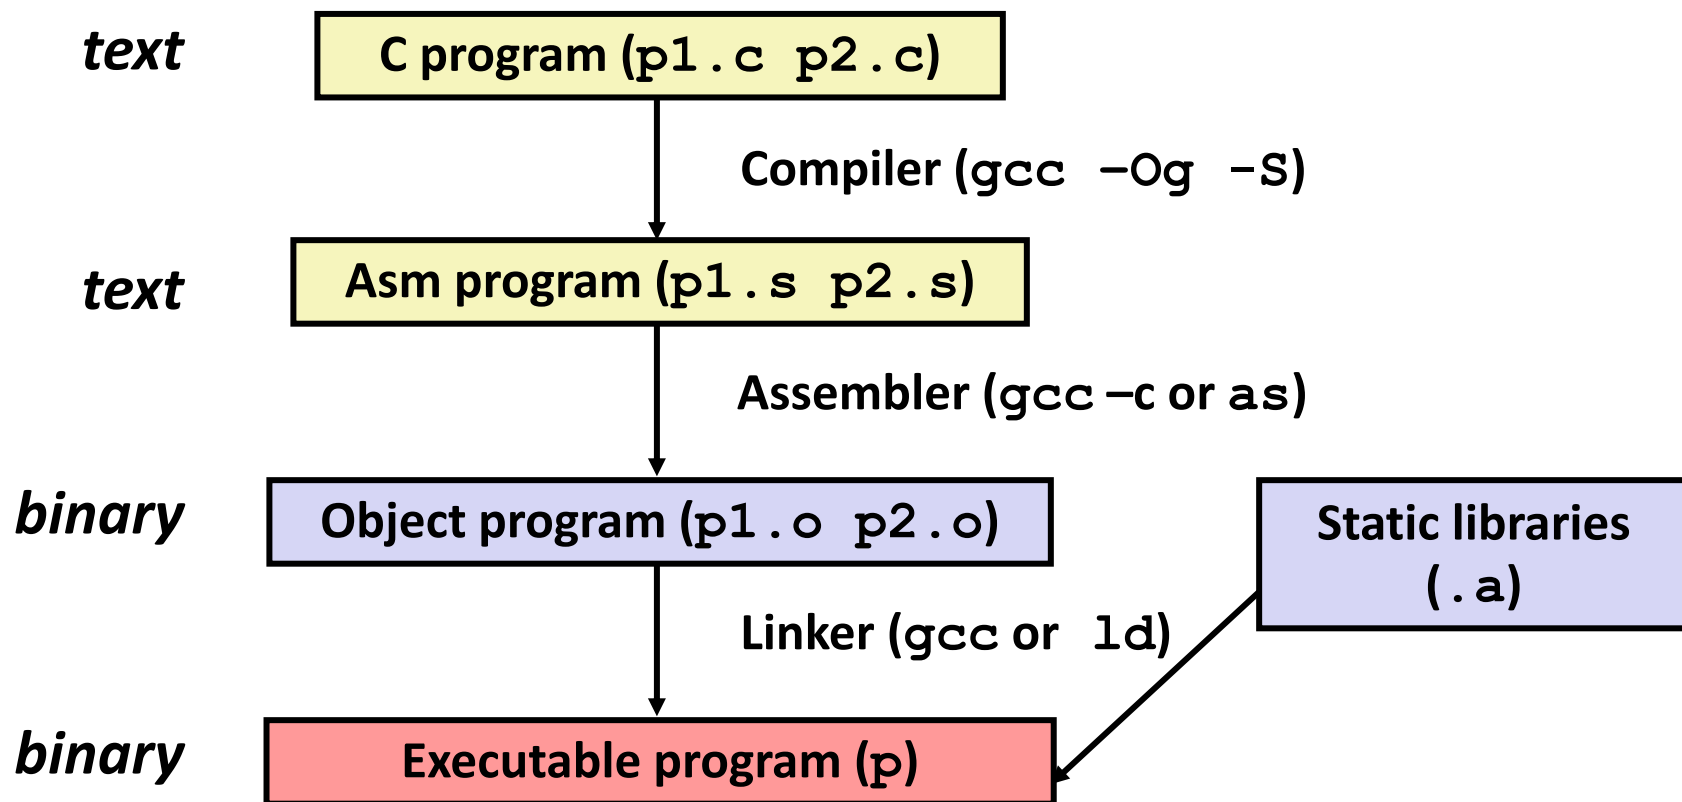 text
C program (p1.c p2.c)
Compiler (gcc –Og -S)
text
Asm program (p1.s p2.s)
Assembler (gcc –c or as)
binary
Object program (p1.o p2.o)
Static libraries
(.a)
Linker (gcc or ld)
binary
Executable program (p)